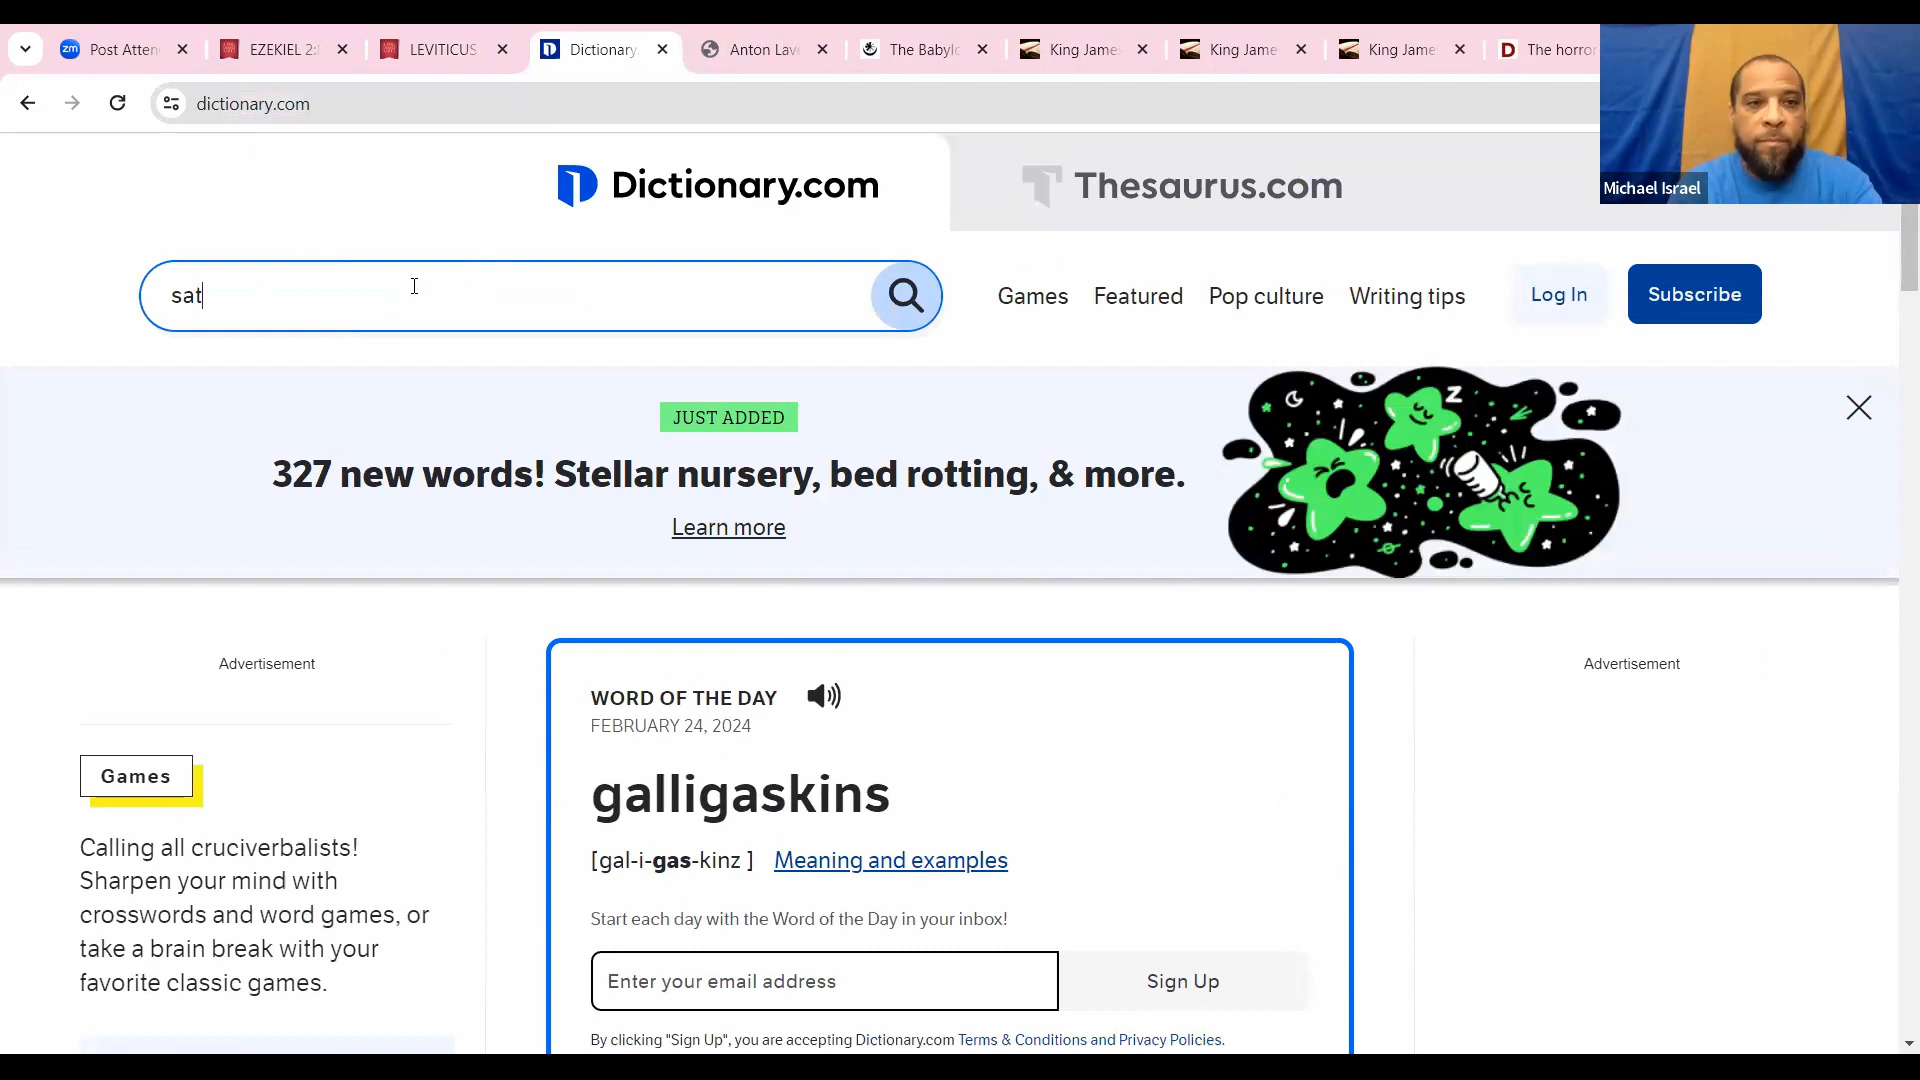 Post Atten
EZEKIEL 2:
LEVITICUS
Dictionary.
Anton Lav
The Babylo
King Jame
King Jame
King Jame
The horror
dictionary.com
Michael Israel
Dictionary.com
Thesaurus.com
sat
Games
Featured
Pop culture
Writing tips
Log In
Subscribe
JUST ADDED
327 new words! Stellar nursery, bed rotting, & more.
Learn more
Advertisement
Games
Calling all cruciverbalists!
Sharpen your mind with
crosswords and word games, or
take a brain break with your
favorite classic games.
WORD OF THE DAY
FEBRUARY 24, 2024
galligaskins
[gal-i-gas-kinz ] Meaning and examples
Start each day with the Word of the Day in your inbox!
Enter your email address
Sign Up
By clicking "Sign Up", you are accepting Dictionary.com Terms & Conditions and Privacy Policies.
Advertisement